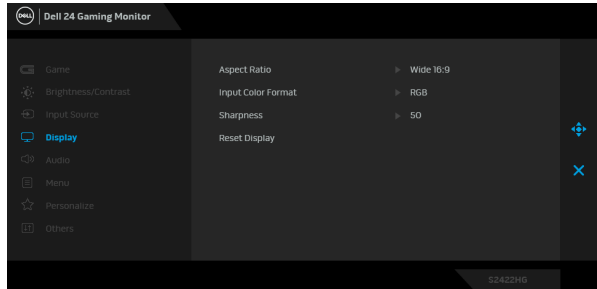 DELL Dell 24 Gaming Monitor
Game
Brightness/Contrast
Input Source
Display
Audio
Menu
Personalize
Others
Aspect Ratio Wide 16:9
Input Color Format RGB
Sharpness 50
Reset Display
S2422HG